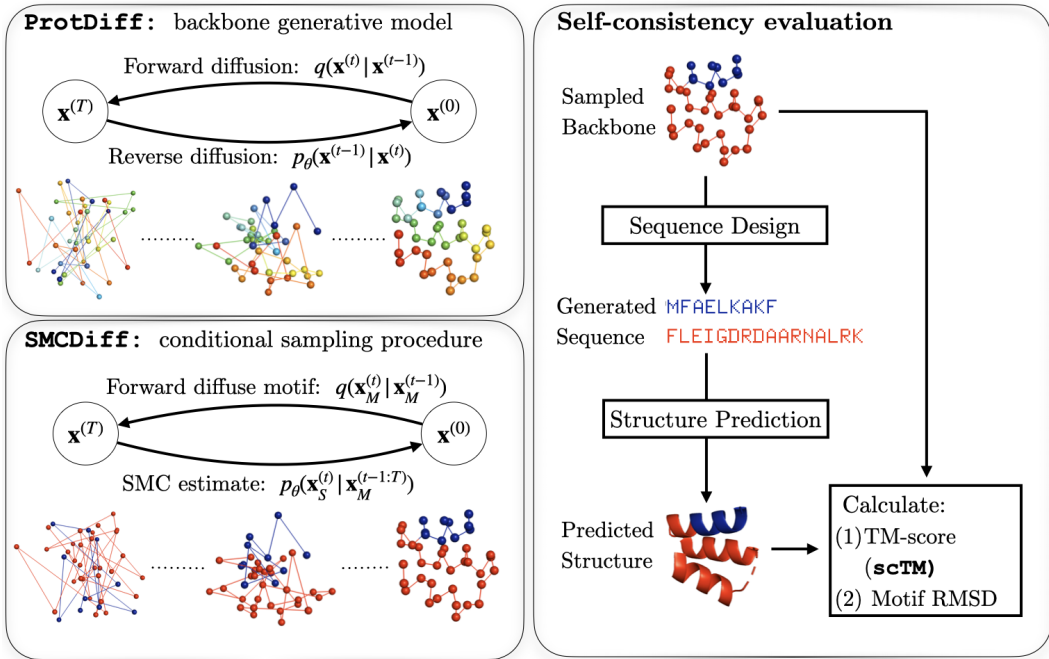 ProtDiff: backbone generative model
Forward diffusion: q(x^(t) | x^(t-1))
x^(T)
x^(0)
Reverse diffusion: p_θ(x^(t-1) | x^(t))
SMCDiff: conditional sampling procedure
Forward diffuse motif: q(x_M^(t) | x_M^(t-1))
x^(T)
x^(0)
SMC estimate: p_θ(x_S^(t) | x_M^(t-1:T))
Self-consistency evaluation
Sampled
Backbone
Sequence Design
Generated MFAELKAKF
Sequence FLEIGDRDAARNALRK
Structure Prediction
Predicted
Structure
Calculate:
(1) TM-score
(scTM)
(2) Motif RMSD